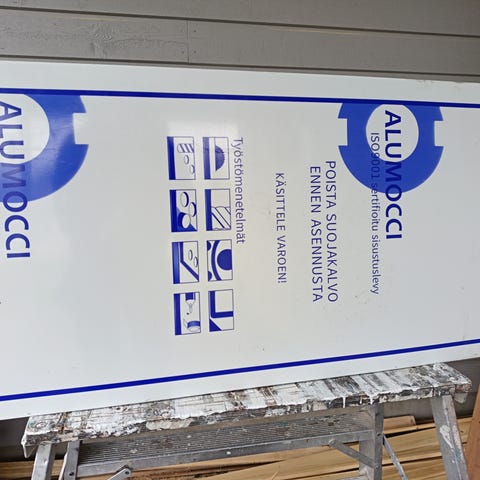 ALUMOCCI
ISO9001 sertifioitu sisustuslevy
POISTA SUOJAKALVO
ENNEN ASENNUSTA
KÄSITTELE VAROEN!
Työstömenetelmät
ALUMOCCI